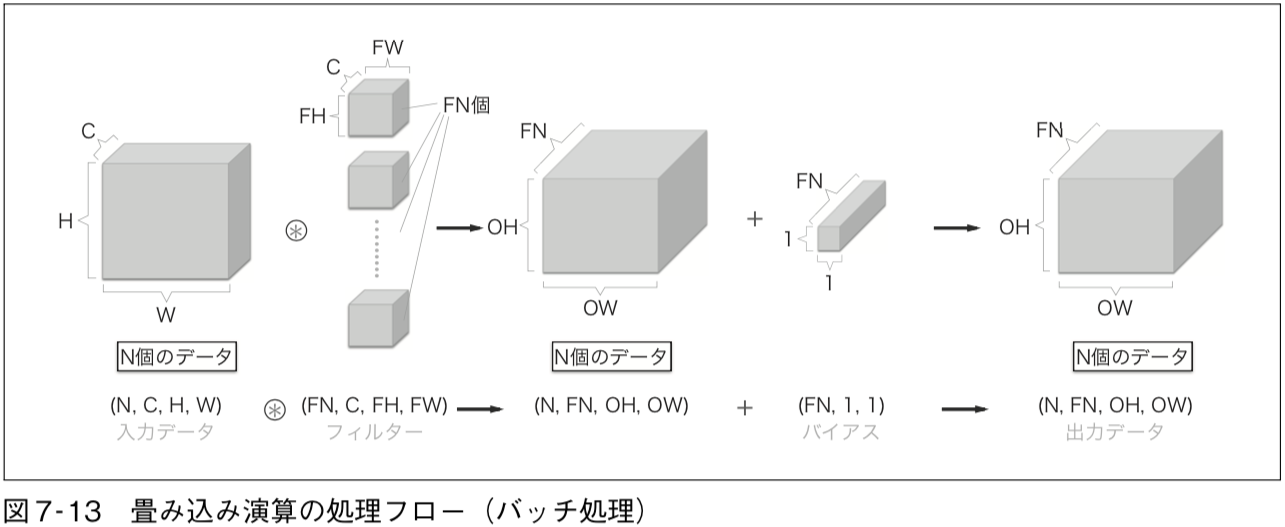 FW
C
FH
FN個
C
H
W
N個のデータ
⊛
FN
OH
OW
N個のデータ
+
FN
1
1
FN
OH
OW
N個のデータ
(N, C, H, W) ⊛ (FN, C, FH, FW) → (N, FN, OH, OW) + (FN, 1, 1) → (N, FN, OH, OW)
入力データ フィルター バイアス 出力データ
図7-13 畳み込み演算の処理フロー（バッチ処理）